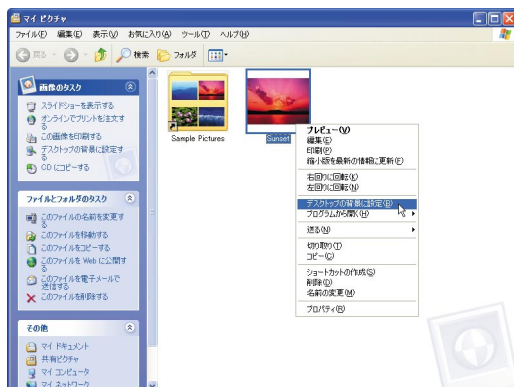 マイ ピクチャ
ファイル(F) 編集(E) 表示(V) お気に入り(A) ツール(T) ヘルプ(H)
戻る 検索 フォルダ
画像のタスク
スライドショーを表示する
オンラインでプリントを注文す
る
この画像を印刷する
デスクトップの背景に設定す
る
CD にコピーする
ファイルとフォルダのタスク
このファイルの名前を変更す
る
このファイルを移動する
このファイルをコピーする
このファイルを Web に公開す
る
このファイルを電子メールで
送信する
このファイルを削除する
その他
マイ ドキュメント
共有ピクチャ
マイ コンピュータ
マイ ネットワーク
Sample Pictures
Sunset
プレビュー(V)
編集(E)
印刷(P)
縮小版を最新の情報に更新(F)
右回りに回転(K)
左回りに回転(N)
デスクトップの背景に設定(B)
プログラムから開く(H)
送る(N)
切り取り(T)
コピー(C)
ショートカットの作成(S)
削除(D)
名前の変更(M)
プロパティ(R)